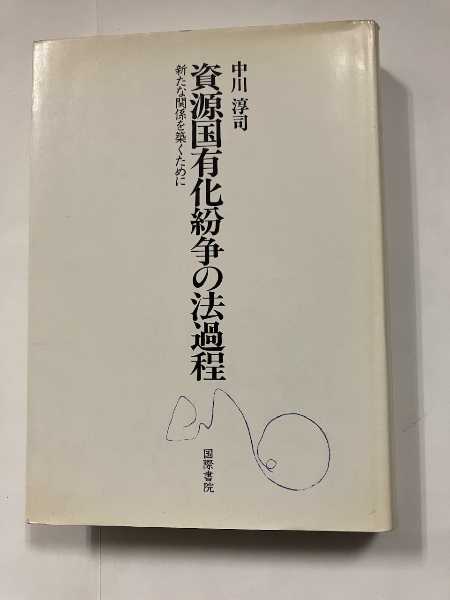 中川 淳司
資源国有化紛争の法過程
新たな関係を築くために
国際書院